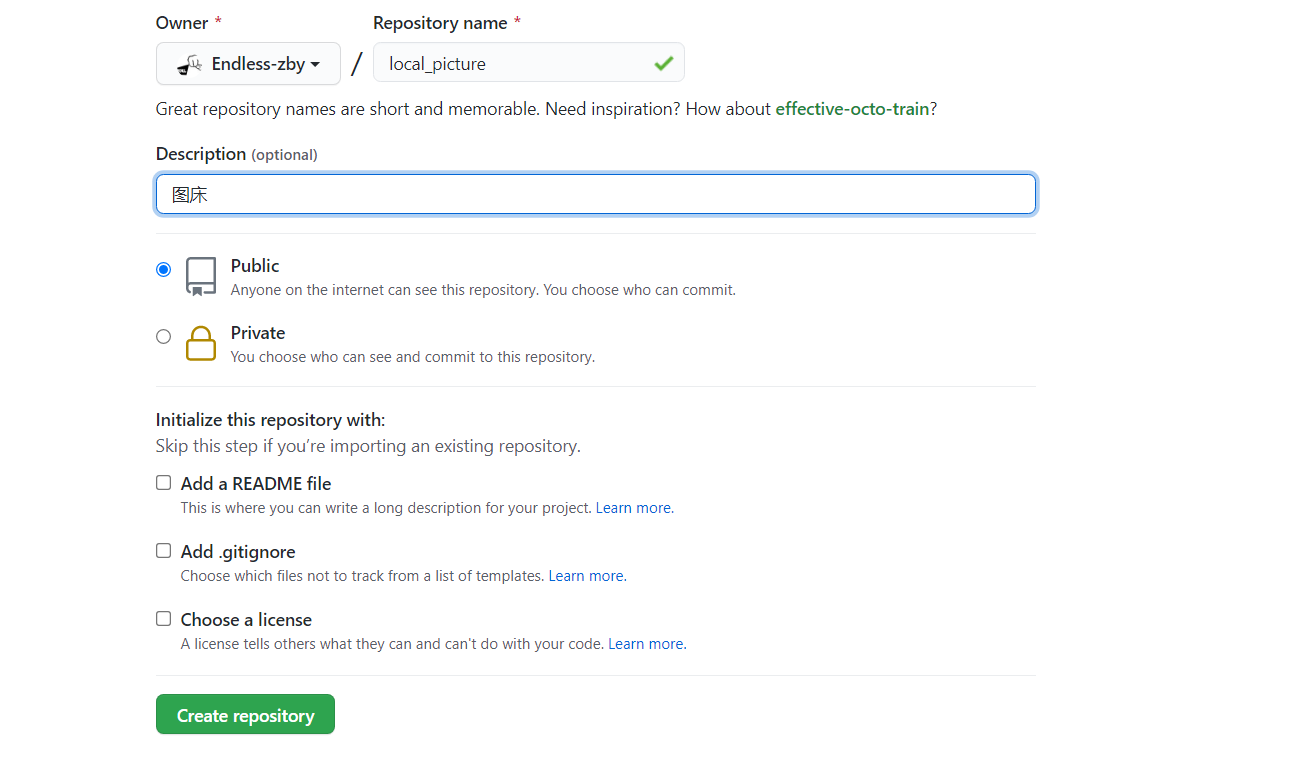 Owner * Repository name *
Endless-zby / local_picture
Great repository names are short and memorable. Need inspiration? How about effective-octo-train?
Description (optional)
图床
Public
Anyone on the internet can see this repository. You choose who can commit.
Private
You choose who can see and commit to this repository.
Initialize this repository with:
Skip this step if you’re importing an existing repository.
Add a README file
This is where you can write a long description for your project. Learn more.
Add .gitignore
Choose which files not to track from a list of templates. Learn more.
Choose a license
A license tells others what they can and can't do with your code. Learn more.
Create repository